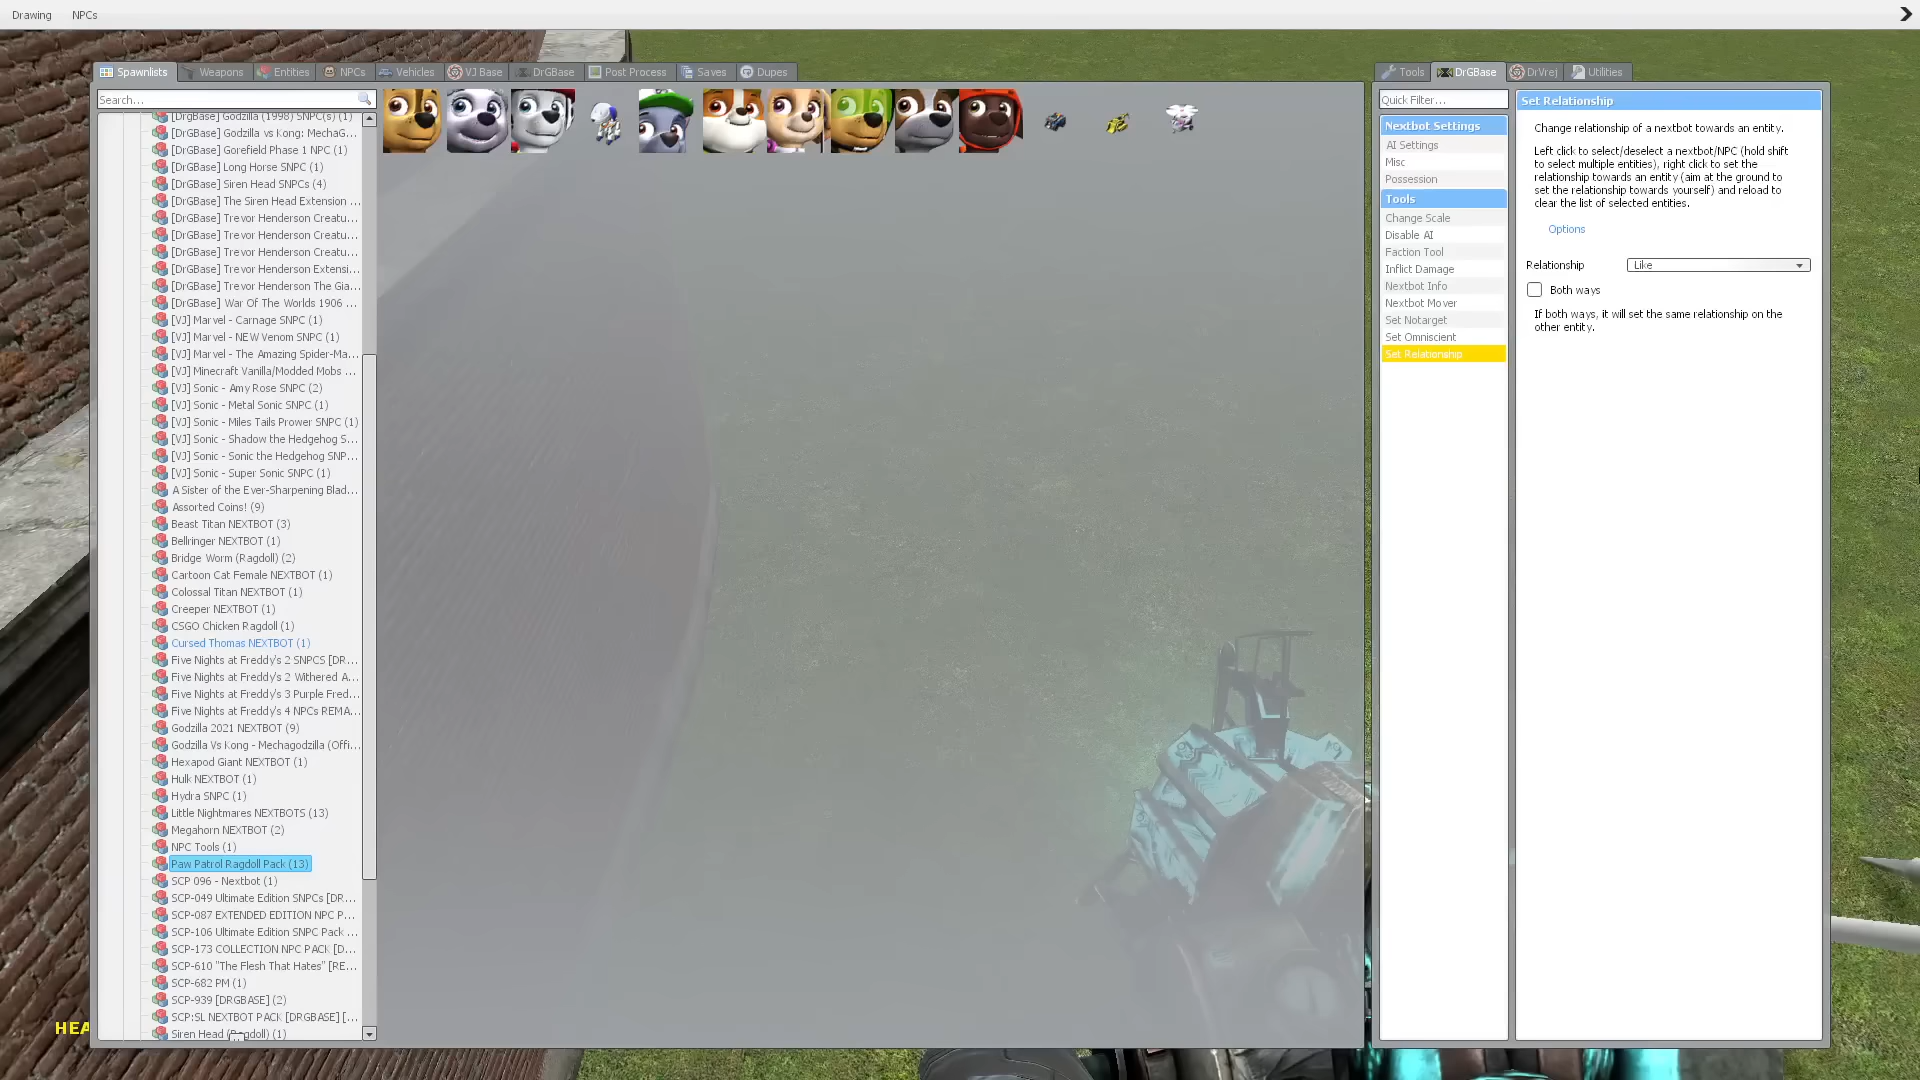 Drawing
NPCs
Spawnlists
Weapons
Entities
NPCs
Vehicles
VJ Base
DrGBase
Post Process
Saves
Dupes
Tools
DrGBase
DrVrej
Utilities
Search...
[DrGBase] Godzilla (1998) SNPC(s) (1)
[DrGBase] Godzilla vs Kong: MechaG...
[DrGBase] Gorefield Phase 1 NPC (1)
[DrGBase] Long Horse SNPC (1)
[DrGBase] Siren Head SNPCs (4)
[DrGBase] The Siren Head Extension ...
[DrGBase] Trevor Henderson Creatu...
[DrGBase] Trevor Henderson Creatu...
[DrGBase] Trevor Henderson Creatu...
[DrGBase] Trevor Henderson Extensi...
[DrGBase] Trevor Henderson The Gia...
[DrGBase] War Of The Worlds 1906 ...
[VJ] Marvel - Carnage SNPC (1)
[VJ] Marvel - NEW Venom SNPC (1)
[VJ] Marvel - The Amazing Spider-Ma...
[VJ] Minecraft Vanilla/Modded Mobs ...
[VJ] Sonic - Amy Rose SNPC (2)
[VJ] Sonic - Metal Sonic SNPC (1)
[VJ] Sonic - Miles Tails Prower SNPC (1)
[VJ] Sonic - Shadow the Hedgehog S...
[VJ] Sonic - Sonic the Hedgehog SNP...
[VJ] Sonic - Super Sonic SNPC (1)
A Sister of the Ever-Sharpening Blad...
Assorted Coins! (9)
Beast Titan NEXTBOT (3)
Bellringer NEXTBOT (1)
Bridge Worm (Ragdoll) (2)
Cartoon Cat Female NEXTBOT (1)
Colossal Titan NEXTBOT (1)
Creeper NEXTBOT (1)
CSGO Chicken Ragdoll (1)
Cursed Thomas NEXTBOT (1)
Five Nights at Freddy's 2 SNPCS [DR...
Five Nights at Freddy's 2 Withered A...
Five Nights at Freddy's 3 Purple Fred...
Five Nights at Freddy's 4 NPCs REMA...
Godzilla 2021 NEXTBOT (9)
Godzilla Vs Kong - Mechagodzilla (Offi...
Hexapod Giant NEXTBOT (1)
Hulk NEXTBOT (1)
Hydra SNPC (1)
Little Nightmares NEXTBOTS (13)
Megahorn NEXTBOT (2)
NPC Tools (1)
Paw Patrol Ragdoll Pack (13)
SCP 096 - Nextbot (1)
SCP-049 Ultimate Edition SNPCs [DR...
SCP-087 EXTENDED EDITION NPC P...
SCP-106 Ultimate Edition SNPC Pack ...
SCP-173 COLLECTION NPC PACK [D...
SCP-610 "The Flesh That Hates" [RE...
SCP-682 PM (1)
SCP-939 [DRGBASE] (2)
SCP:SL NEXTBOT PACK [DRGBASE] [...
Siren Head (Ragdoll) (1)
HEA
Quick Filter...
Nextbot Settings
AI Settings
Misc
Possession
Tools
Change Scale
Disable AI
Faction Tool
Inflict Damage
Nextbot Info
Nextbot Mover
Set Notarget
Set Omniscient
Set Relationship
Set Relationship
Change relationship of a nextbot towards an entity.
Left click to select/deselect a nextbot/NPC (hold shift
to select multiple entities), right click to set the
relationship towards an entity (aim at the ground to
set the relationship towards yourself) and reload to
clear the list of selected entities.
Options
Relationship
Like
Both ways
If both ways, it will set the same relationship on the
other entity.